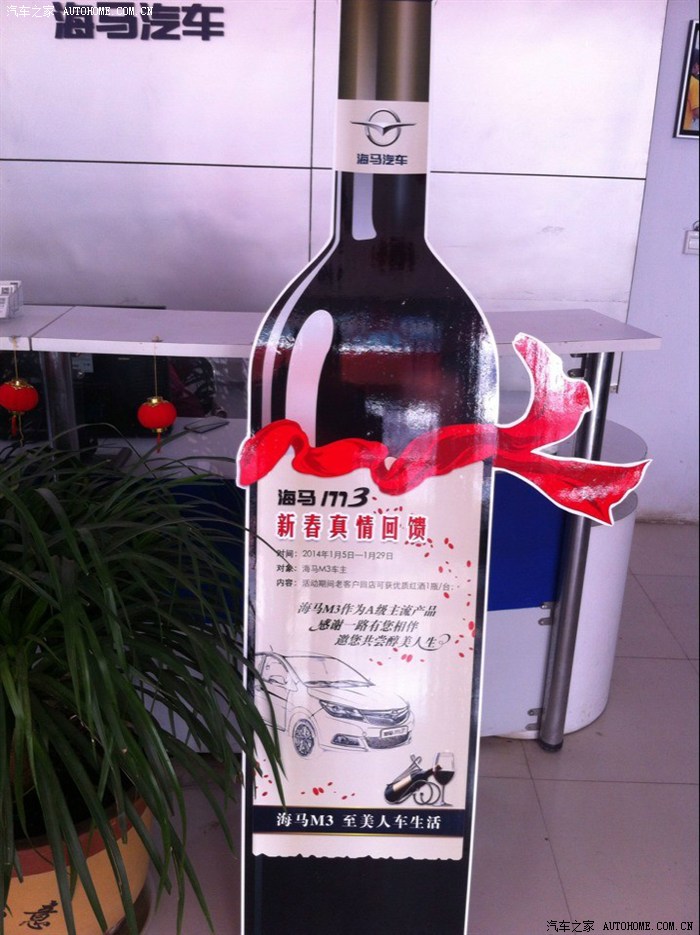 汽车之家 AUTOHOME.COM.CN
海马汽车
海马汽车
海马 m3
新春真情回馈
时间：2014年1月5日—1月29日
对象：海马M3车主
内容：活动期间老客户回店可获优质红酒1瓶/台；
海马M3作为A级主流产品
感谢一路有您相伴
邀您共尝醇美人生
海马M3 至美人车生活
意
汽车之家 AUTOHOME.COM.CN